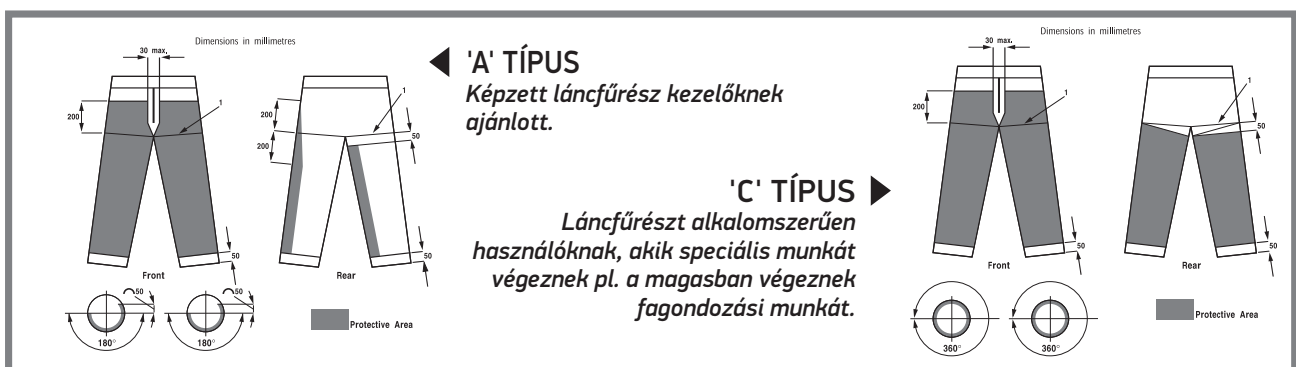 Dimensions in millimetres
30 max.
200
1
200
200
1
50
50
50
Front
Rear
50
50
180°
180°
Protective Area
'A' TÍPUS
Képzett láncfűrész kezelőknek
ajánlott.
'C' TÍPUS
Láncfűrészt alkalomszerűen
használóknak, akik speciális munkát
végeznek pl. a magasban végeznek
fagondozási munkát.
Dimensions in millimetres
30 max.
200
1
1
50
50
50
Front
Rear
360°
360°
Protective Area